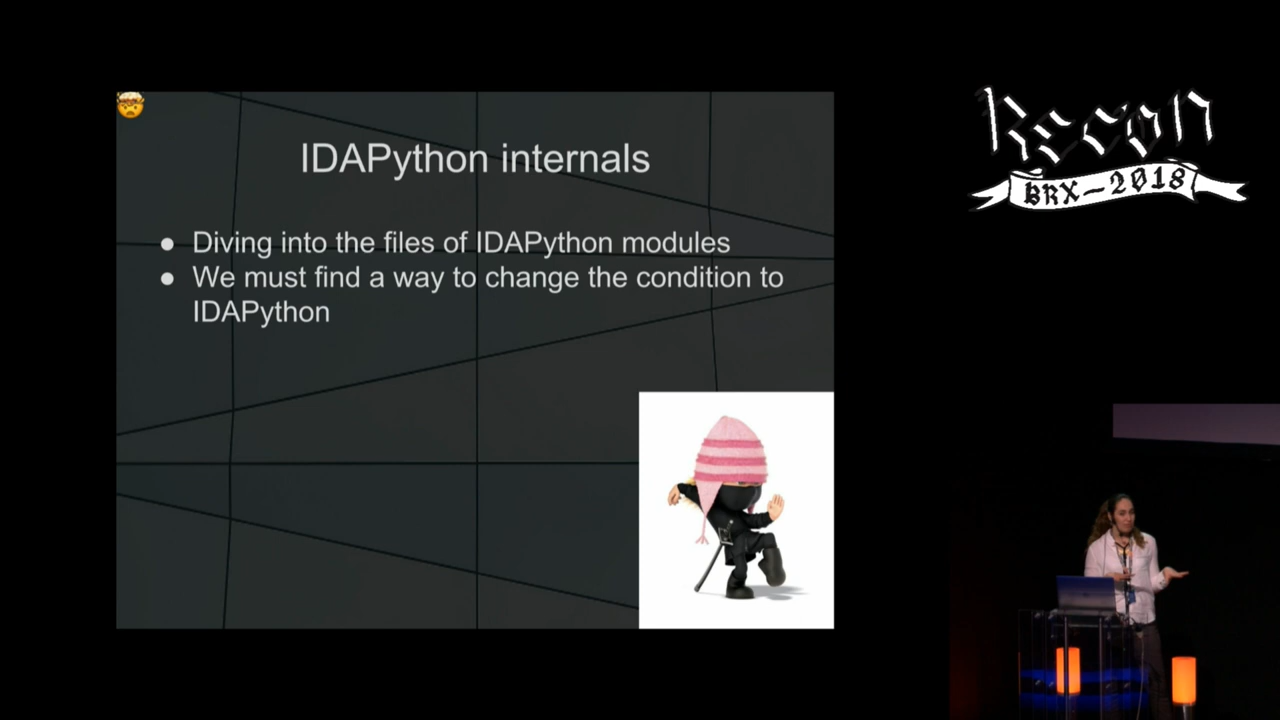 IDAPython internals
● Diving into the files of IDAPython modules
● We must find a way to change the condition to
IDAPython
Recon
BRX-2018